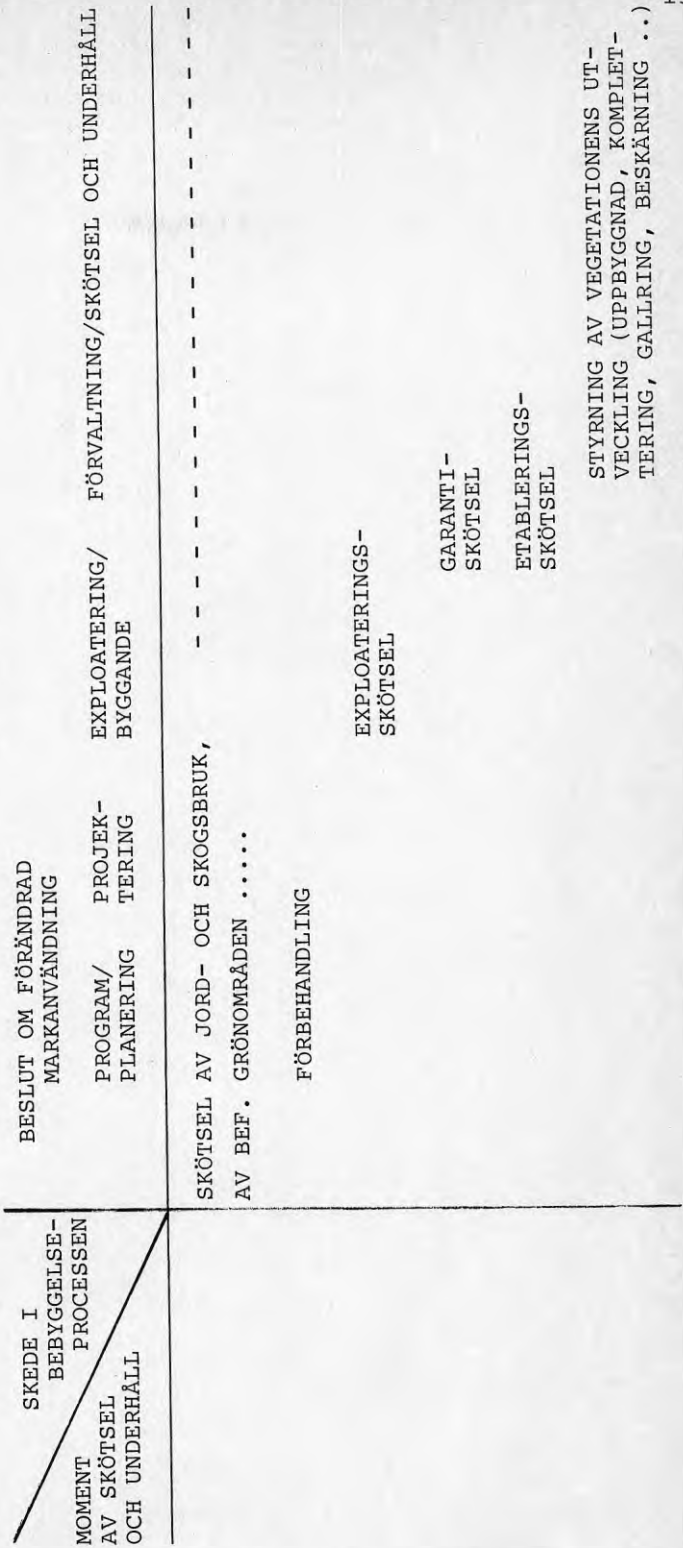 SKEDE I
BEBYGGELSE-
PROCESSEN
MOMENT
AV SKÖTSEL
OCH UNDERHÅLL
BESLUT OM FÖRÄNDRAD
MARKANVÄNDNING
PROGRAM/
PLANERING
PROJEK-
TERING
EXPLOATERING/
BYGGANDE
FÖRVALTNING/SKÖTSEL OCH UNDERHÅLL
SKÖTSEL AV JORD- OCH SKOGSBRUK, - - - - - - - - - - - - - - - - -
AV BEF. GRÖNOMRÅDEN .....
FÖRBEHANDLING
EXPLOATERINGS-
SKÖTSEL
GARANTI-
SKÖTSEL
ETABLERINGS-
SKÖTSEL
STYRNING AV VEGETATIONENS UT-
VECKLING (UPPBYGGNAD, KOMPLET-
TERING, GALLRING, BESKÄRNING ..)